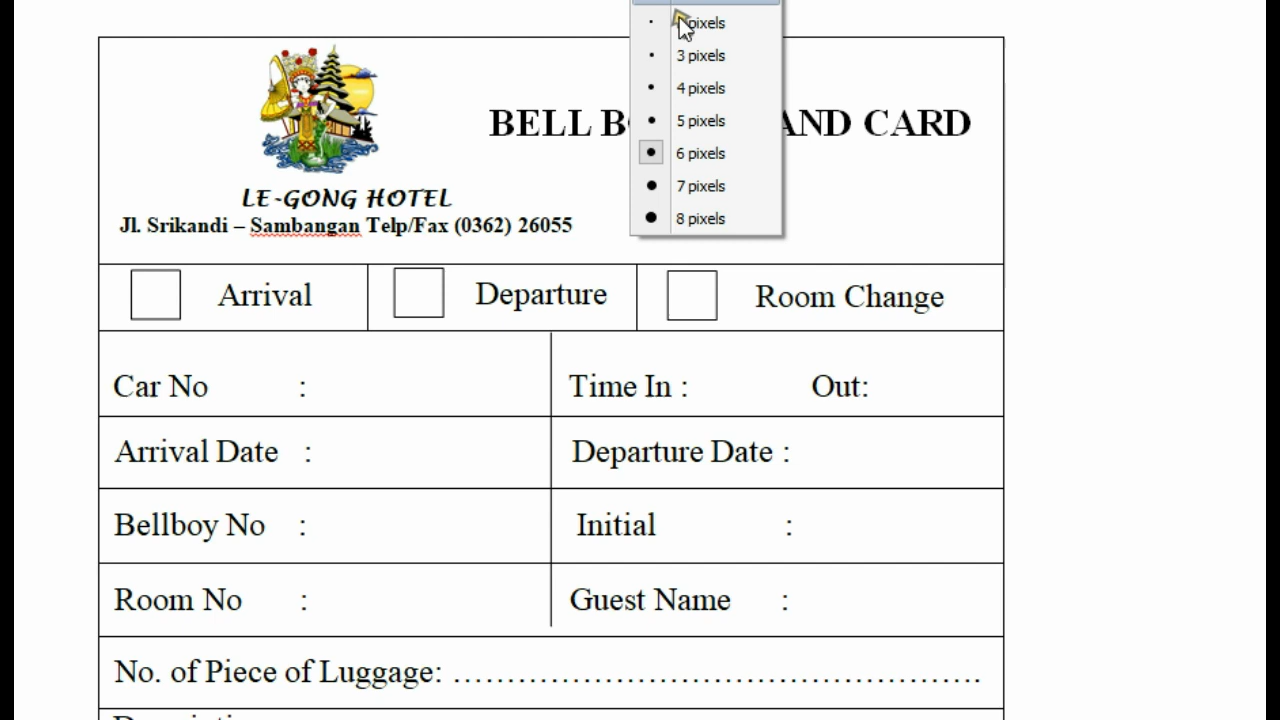 pixels
3 pixels
4 pixels
5 pixels
6 pixels
7 pixels
8 pixels
BELL AND CARD
LE-GONG HOTEL
Jl. Srikandi – Sambangan Telp/Fax (0362) 26055
Arrival Departure Room Change
Car No : Time In : Out:
Arrival Date : Departure Date :
Bellboy No : Initial :
Room No : Guest Name :
No. of Piece of Luggage: ……………………………………………